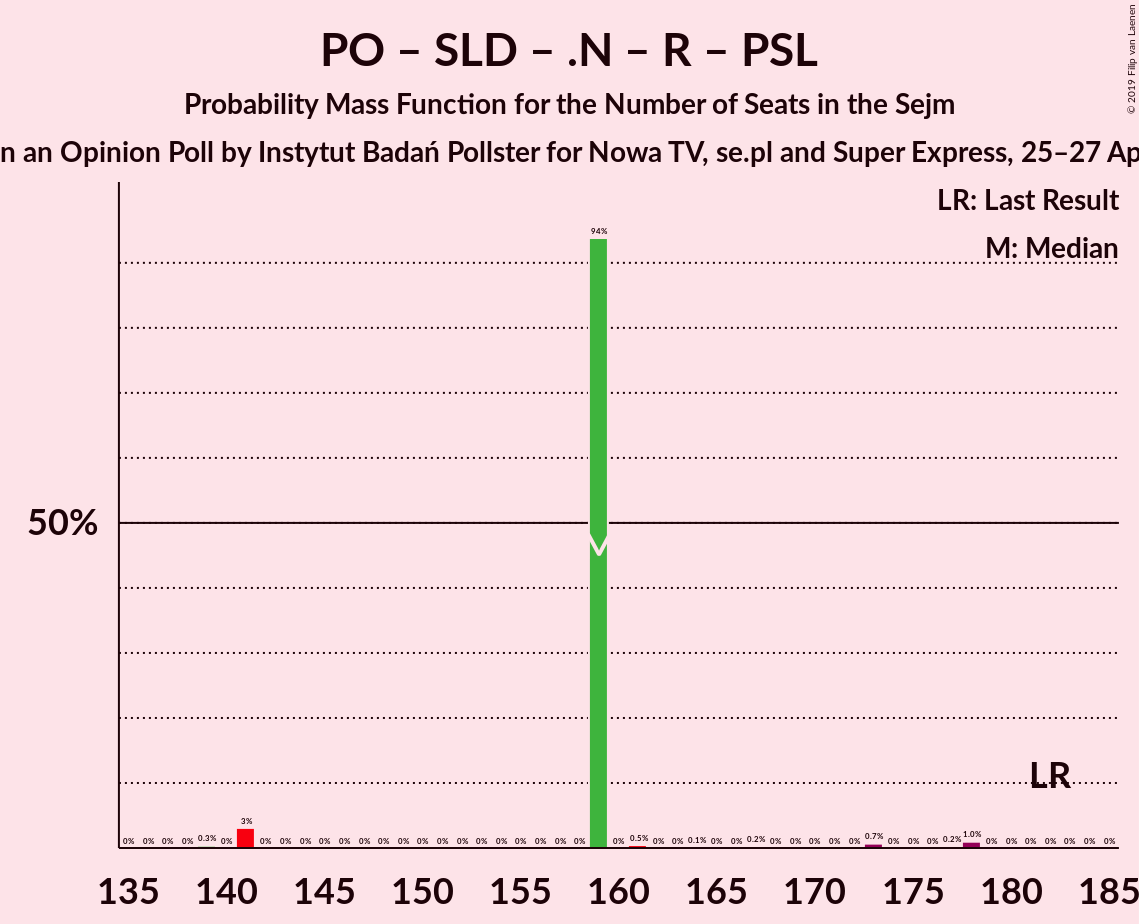 PO – SLD – .N – R – PSL
Probability Mass Function for the Number of Seats in the Sejm
n an Opinion Poll by Instytut Badań Pollster for Nowa TV, se.pl and Super Express, 25–27 Ap
© 2019 Filip van Laenen
LR: Last Result
M: Median
94%
50%
LR
0% 0% 0% 0% 0.3% 0% 3% 0% 0% 0% 0% 0% 0% 0% 0% 0% 0% 0% 0% 0% 0% 0% 0% 0% 0% 0.5% 0% 0% 0.1% 0% 0% 0.2% 0% 0% 0% 0% 0% 0.7% 0% 0% 0% 0.2% 1.0% 0% 0% 0% 0% 0% 0% 0%
135 140 145 150 155 160 165 170 175 180 185